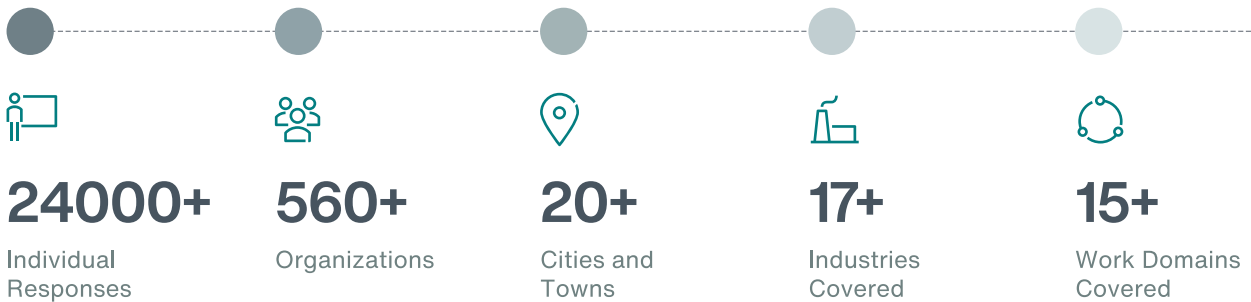 24000+
Individual
Responses
560+
Organizations
20+
Cities and
Towns
17+
Industries
Covered
15+
Work Domains
Covered